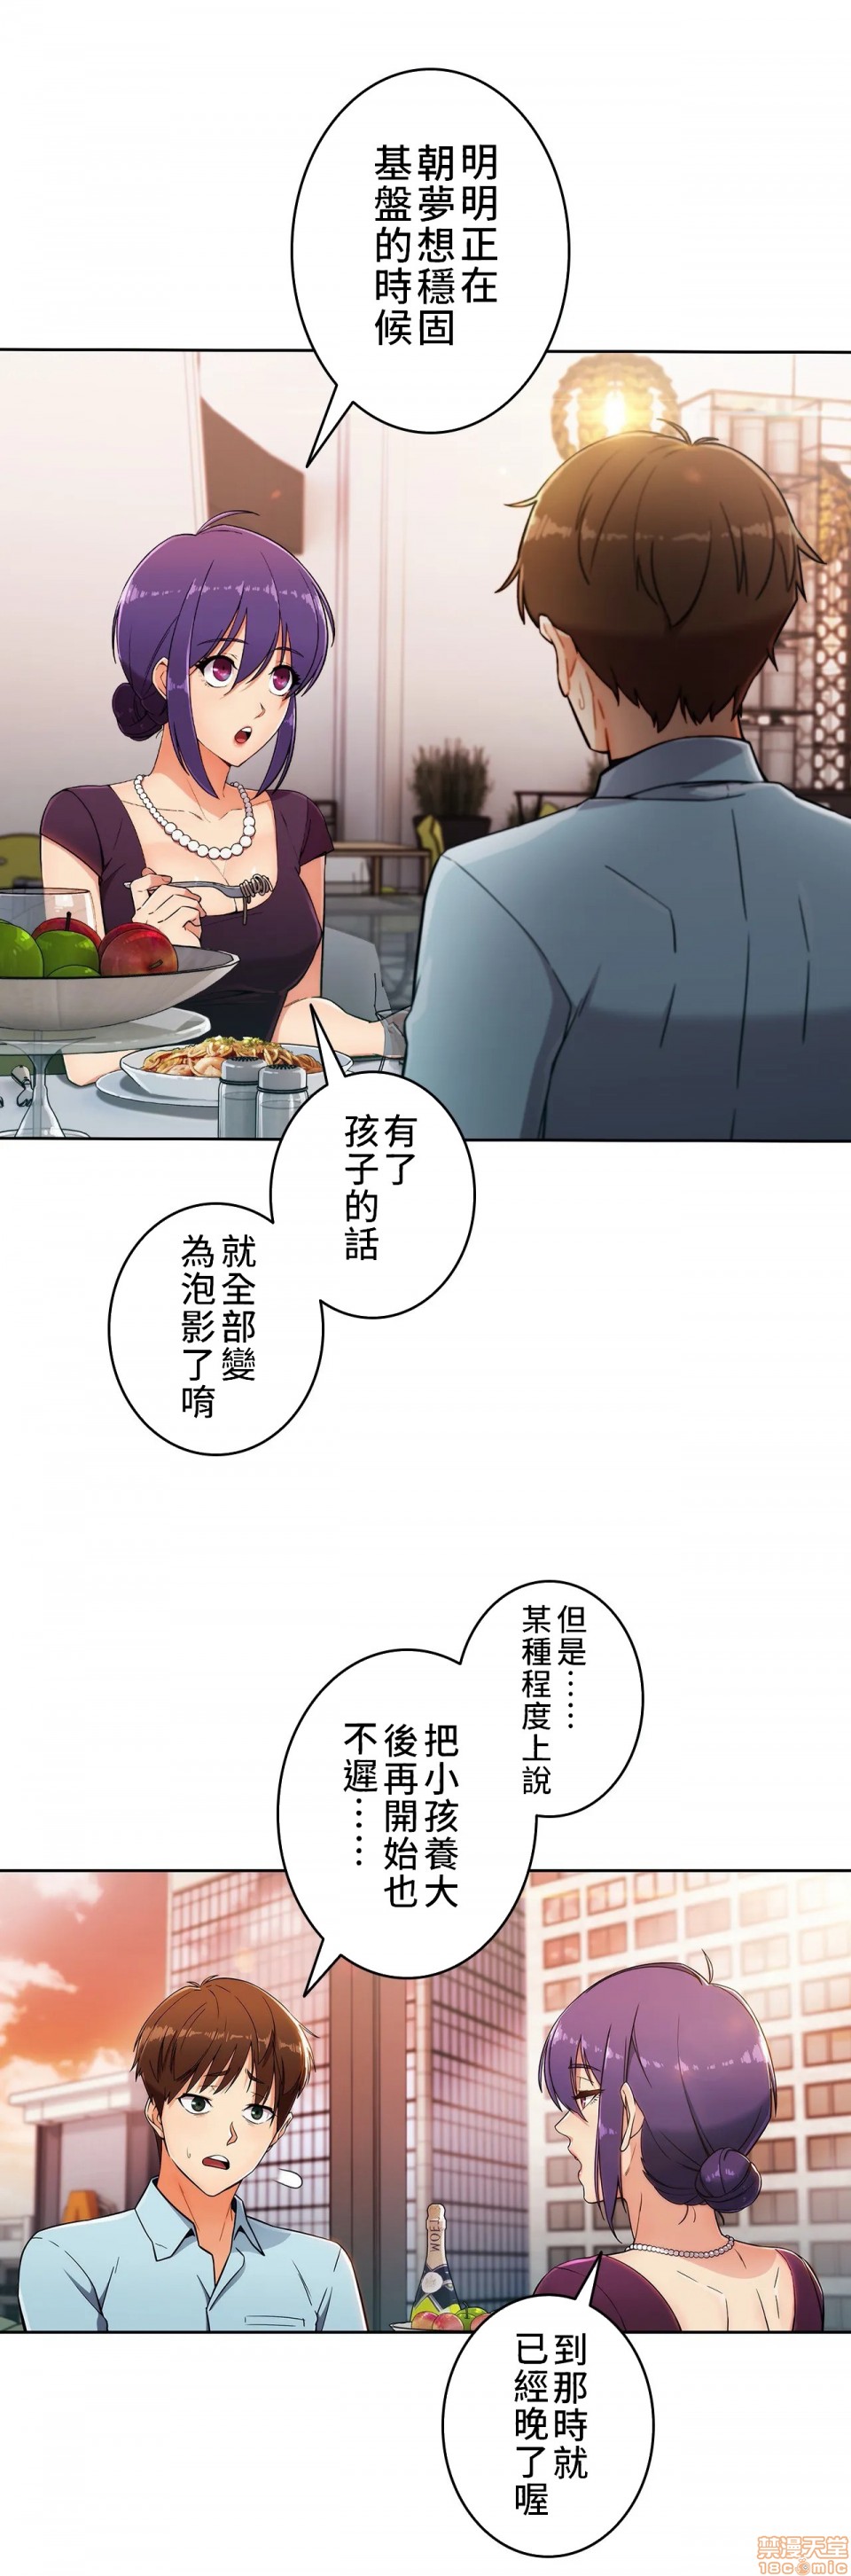 明明正在
朝夢想穩固
基盤的時候
有了
孩子的話
就全部變
為泡影了唷
但是……
某種程度上說
把小孩養大
後再開始也
不遲……
MOËT
到那時就
已經晚了喔
禁漫天堂
18comic